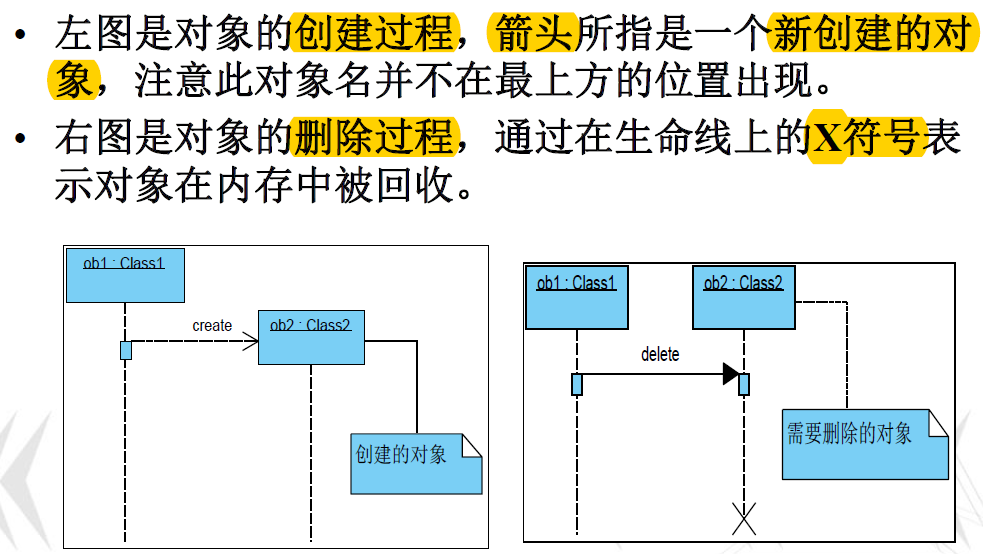 • 左图是对象的创建过程，箭头所指是一个新创建的对
象，注意此对象名并不在最上方的位置出现。
• 右图是对象的删除过程，通过在生命线上的X符号表
示对象在内存中被回收。
ob1 : Class1
create
ob2 : Class2
创建的对象
ob1 : Class1
ob2 : Class2
delete
需要删除的对象